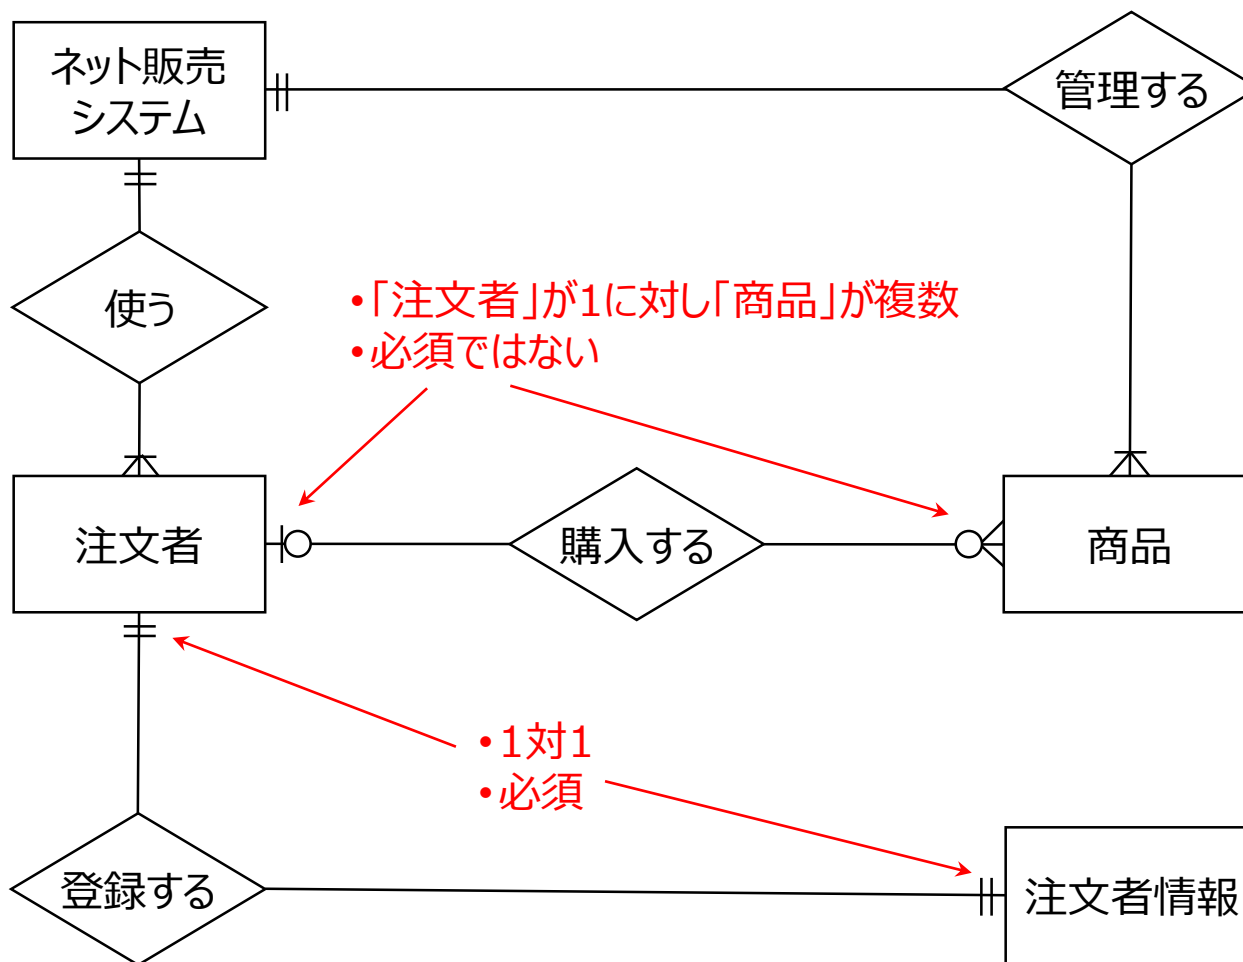 ネット販売
システム
管理する
使う
•「注文者」が1に対し「商品」が複数
•必須ではない
注文者
購入する
商品
•1対1
•必須
登録する
注文者情報